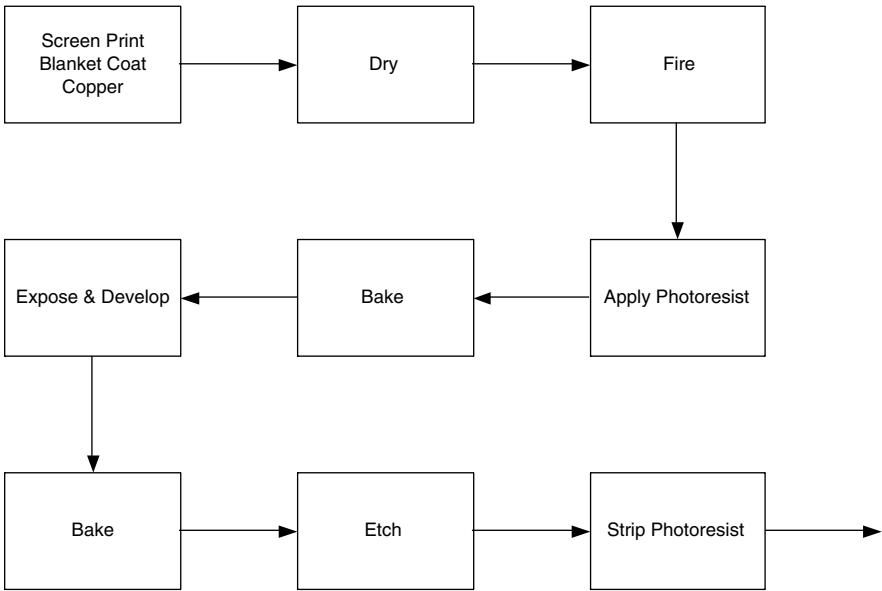 Screen Print
Blanket Coat
Copper
Dry
Fire
Apply Photoresist
Bake
Expose & Develop
Bake
Etch
Strip Photoresist